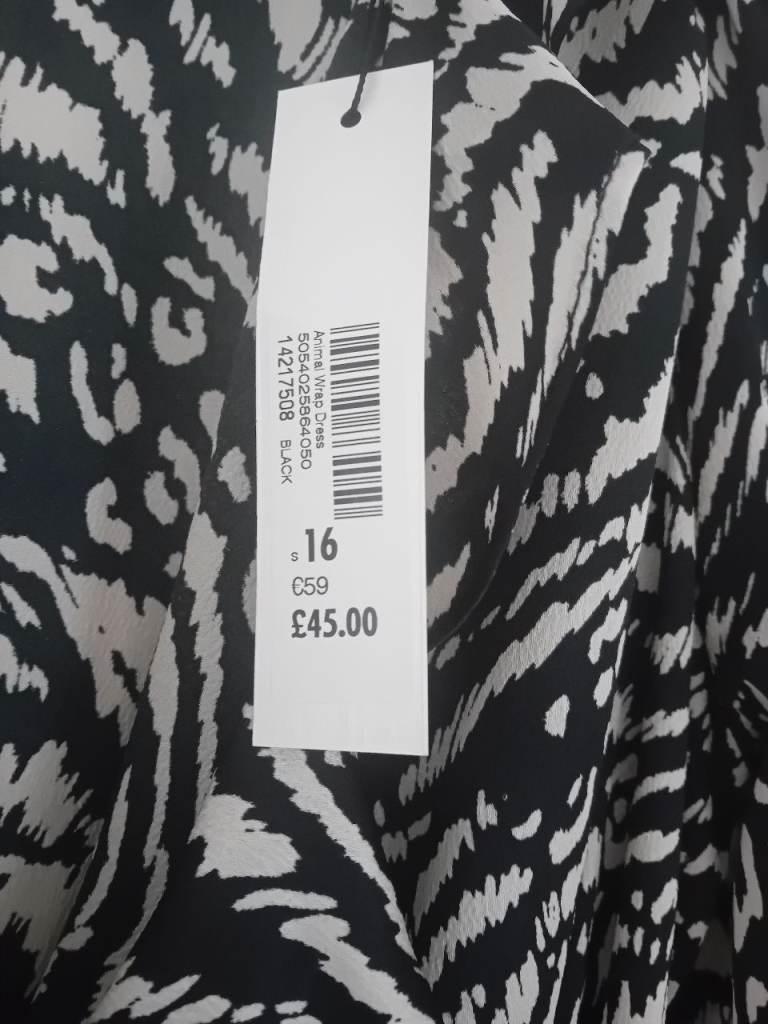 Animal Wrap Dress
5054025864050
14217508 BLACK
s 16
€59
£45.00